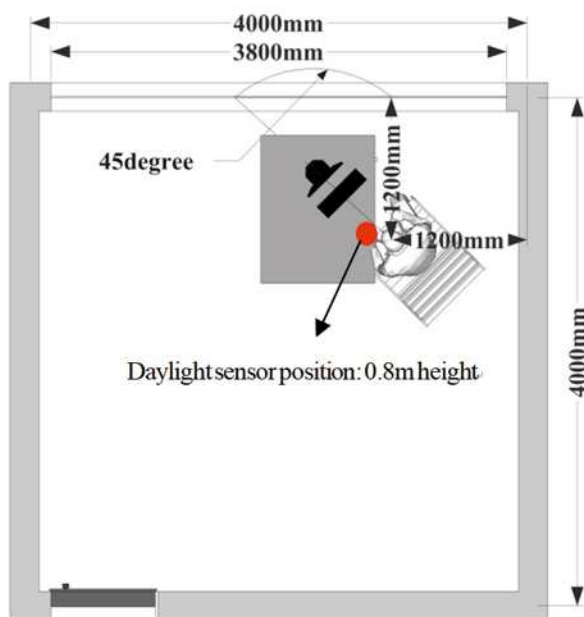 4000mm
3800mm
45degree
1200mm
1200mm
Daylight sensor position: 0.8m height
4000mm